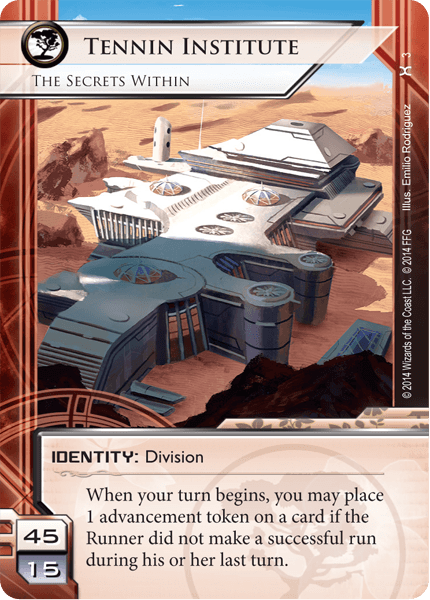 Tennin Institute
The Secrets Within
3
Illus. Emilio Rodriguez
© 2014 Wizards of the Coast LLC. © 2014 FFG
IDENTITY: Division
When your turn begins, you may place
1 advancement token on a card if the
Runner did not make a successful run
during his or her last turn.
45
15